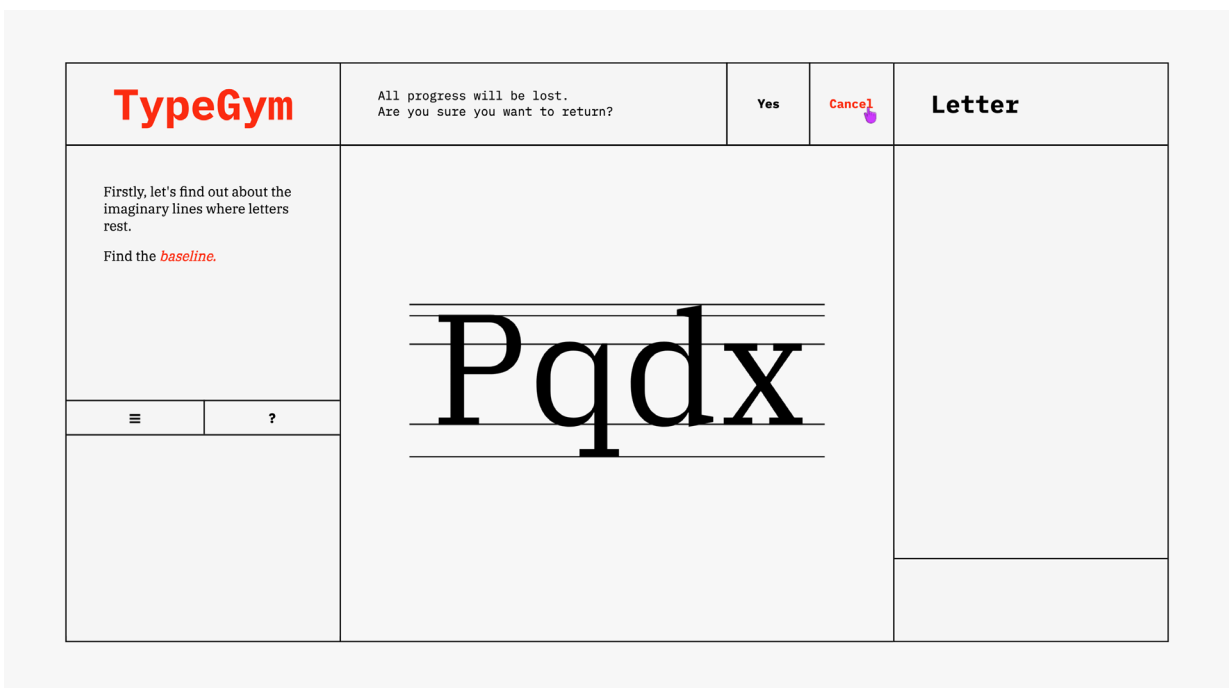 TypeGym
All progress will be lost.
Are you sure you want to return?
Yes
Cancel
Letter
Firstly, let's find out about the
imaginary lines where letters
rest.
Find the baseline.
?
Pqdx